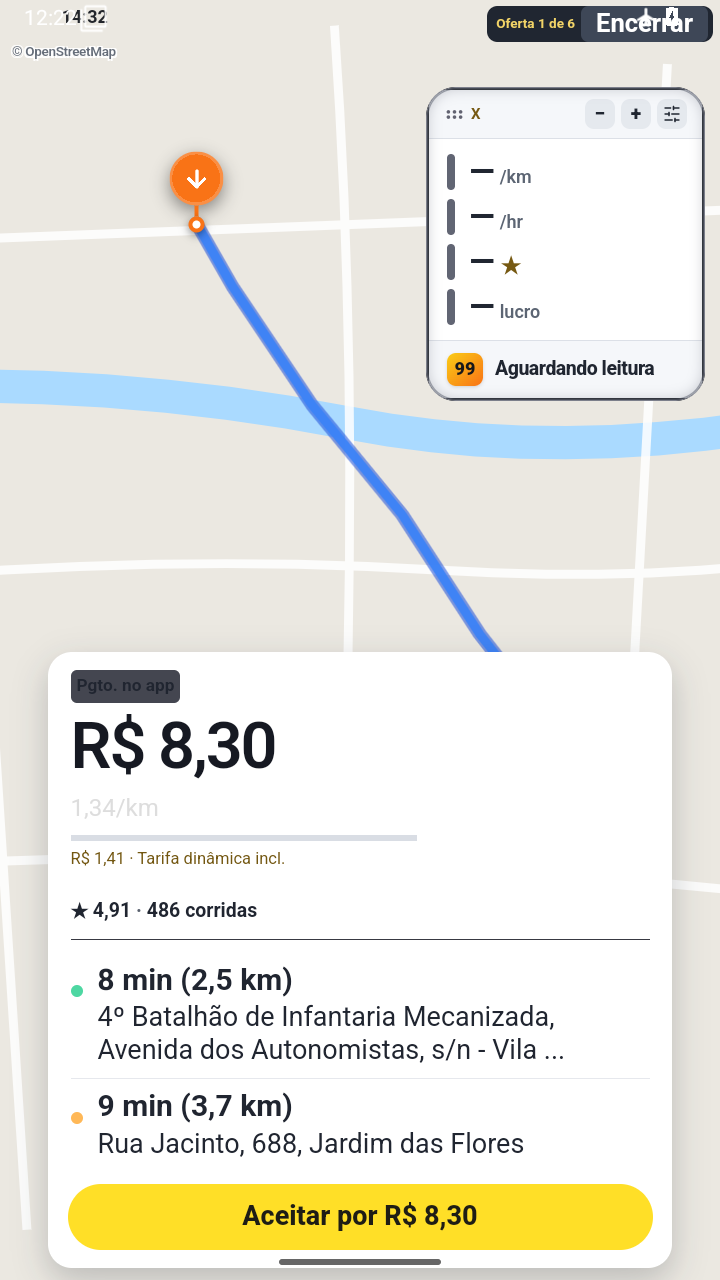 14:32
Oferta 1 de 6
Encerrar
© OpenStreetMap
X
− +
— /km
— /hr
— ★
— lucro
99 Aguardando leitura
Pgto. no app
R$ 8,30
1,34/km
R$ 1,41 · Tarifa dinâmica incl.
★ 4,91 · 486 corridas
8 min (2,5 km)
4º Batalhão de Infantaria Mecanizada,
Avenida dos Autonomistas, s/n - Vila ...
9 min (3,7 km)
Rua Jacinto, 688, Jardim das Flores
Aceitar por R$ 8,30